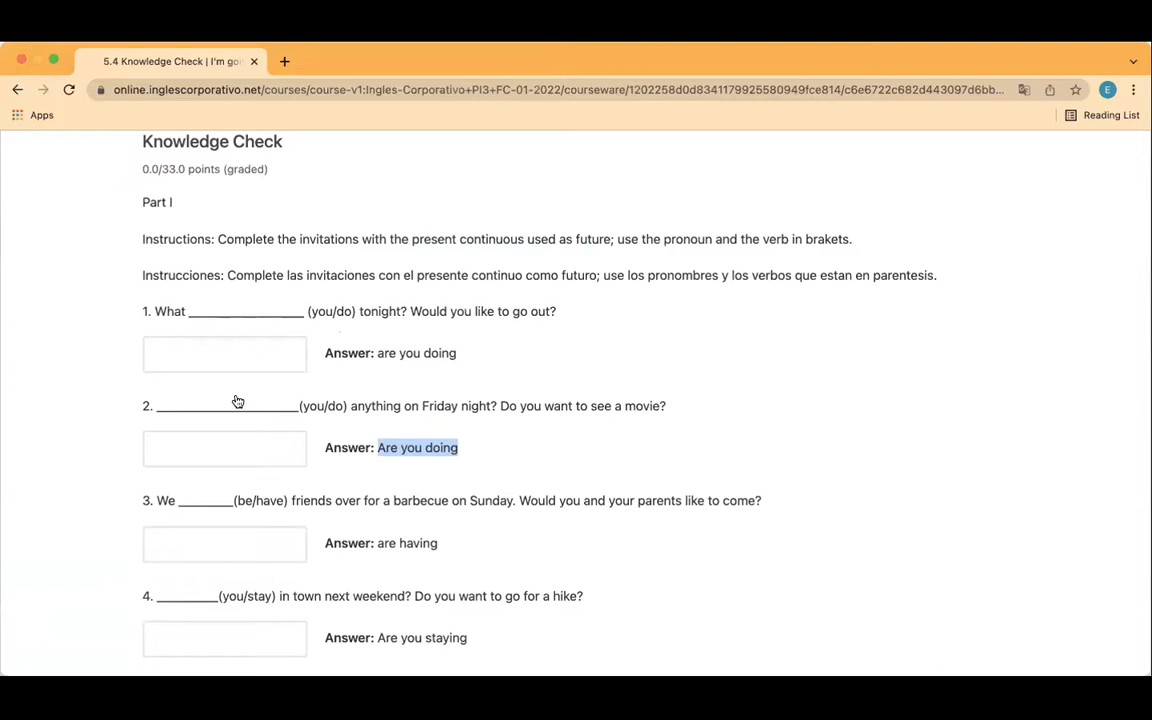 5.4 Knowledge Check | I'm goi
online.inglescorporativo.net/courses/course-v1:Ingles-Corporativo+PI3+FC-01-2022/courseware/1202258d0d8341179925580949fce814/c6e6722c682d443097d6bb...
E
Apps
Reading List
Knowledge Check
0.0/33.0 points (graded)
Part I
Instructions: Complete the invitations with the present continuous used as future; use the pronoun and the verb in brakets.
Instrucciones: Complete las invitaciones con el presente continuo como futuro; use los pronombres y los verbos que estan en parentesis.
1. What ________________ (you/do) tonight? Would you like to go out?
Answer: are you doing
2. ____________________(you/do) anything on Friday night? Do you want to see a movie?
Answer: Are you doing
3. We ________(be/have) friends over for a barbecue on Sunday. Would you and your parents like to come?
Answer: are having
4. _________(you/stay) in town next weekend? Do you want to go for a hike?
Answer: Are you staying